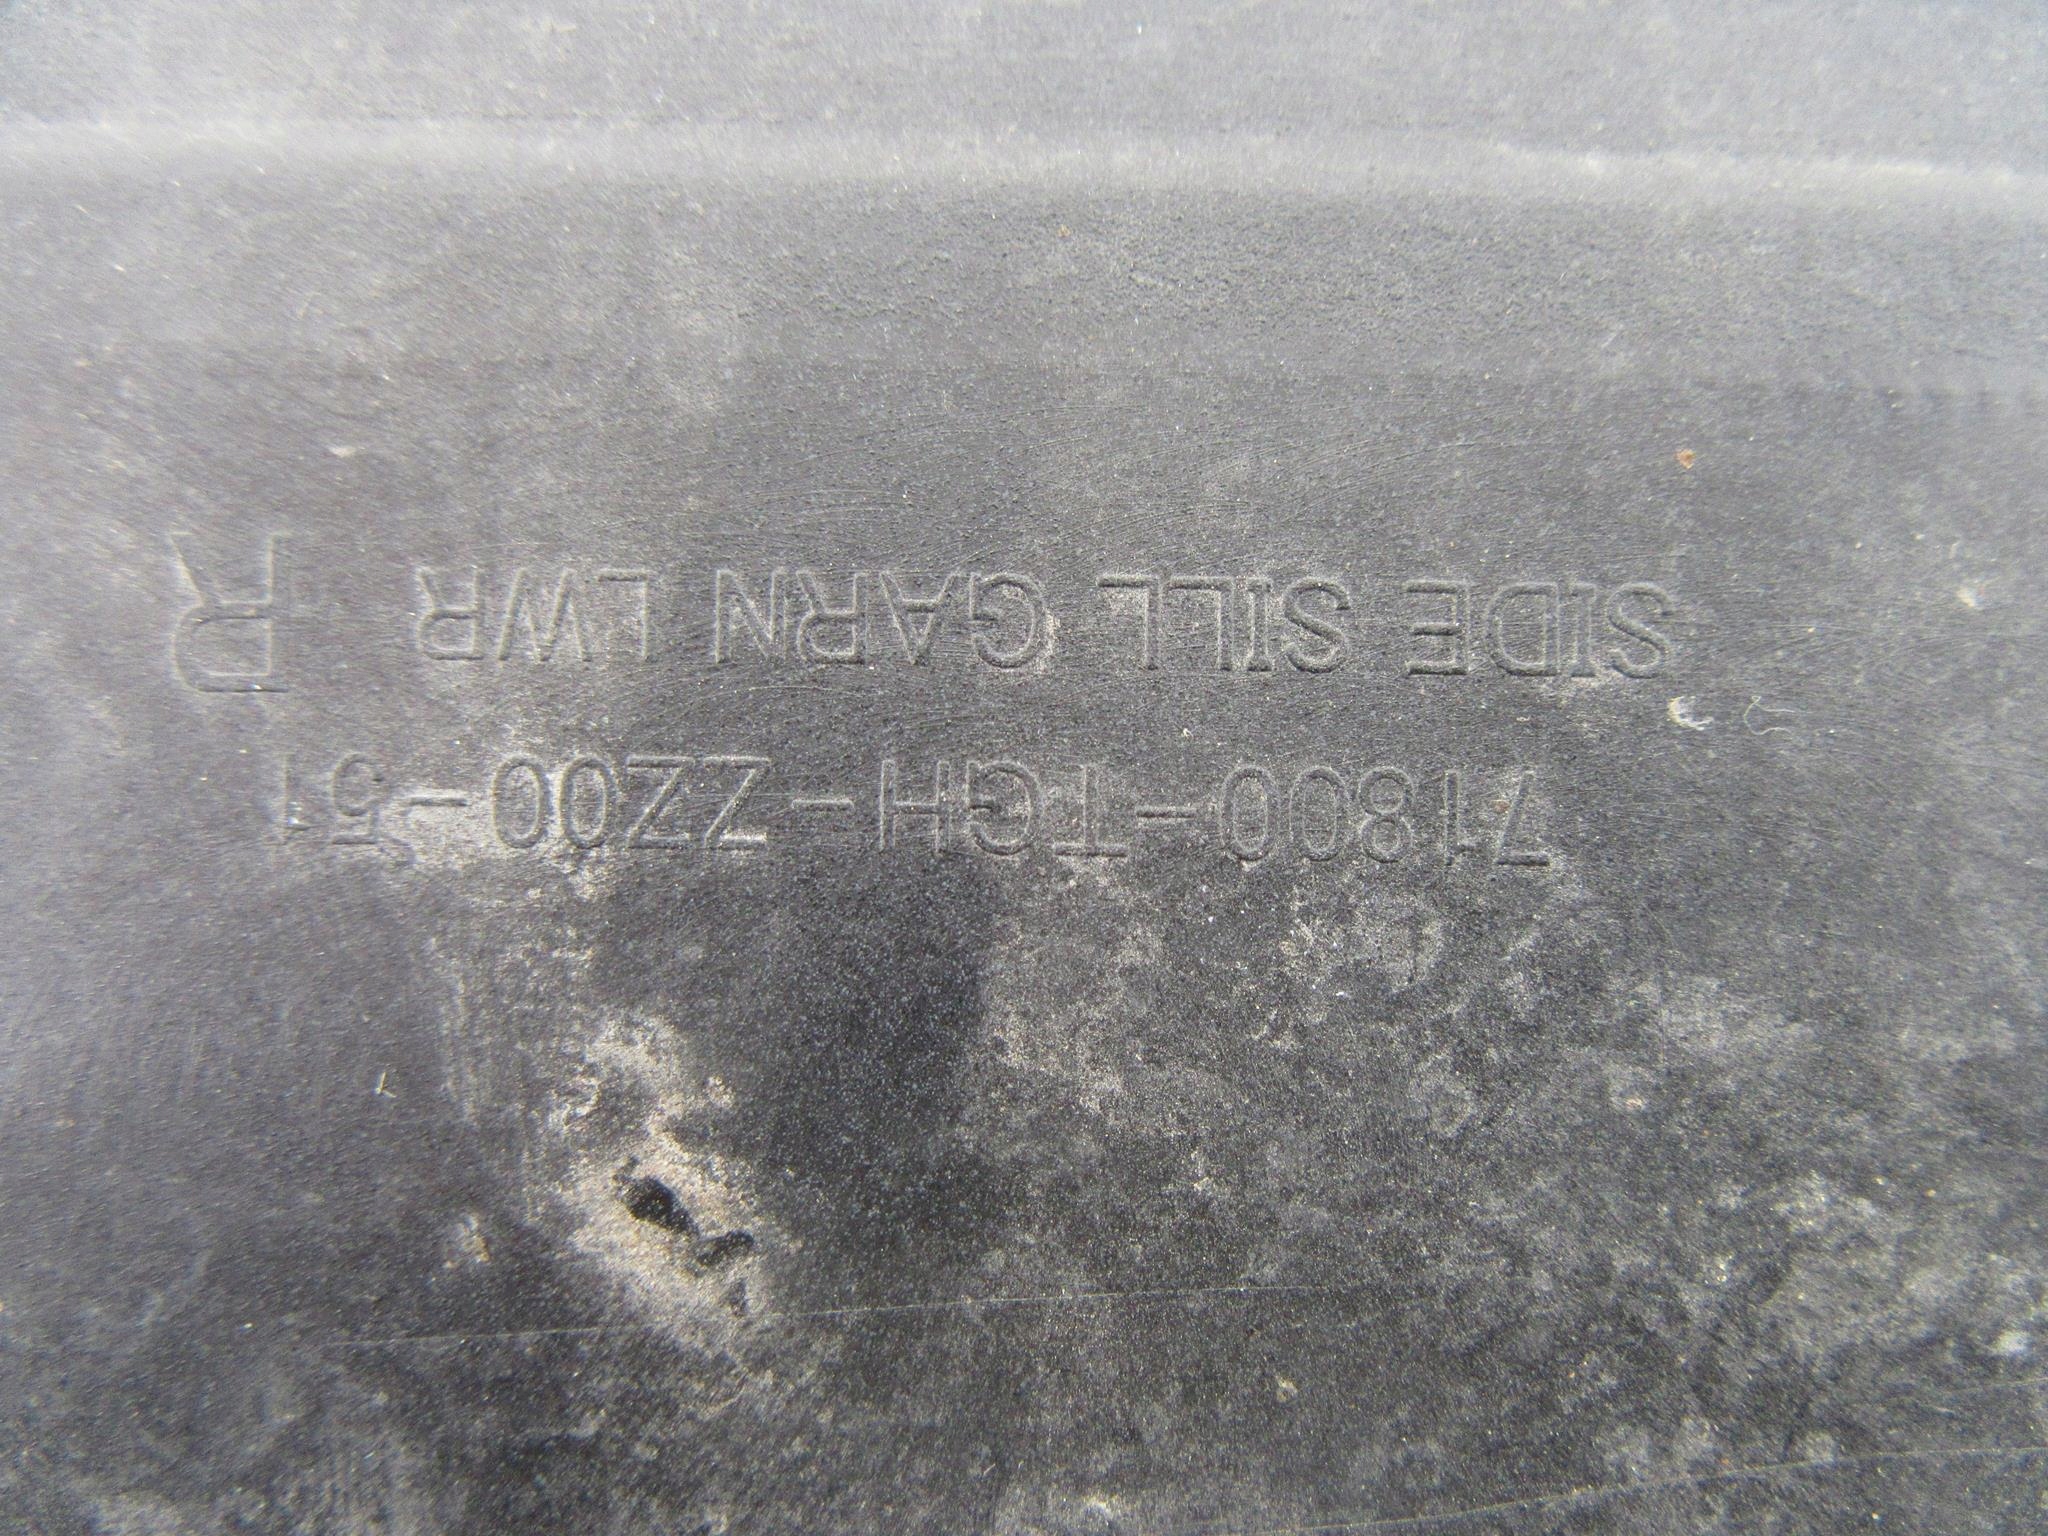 71800-TGH-ZZ00-51
SIDE SILL GARN LWR R